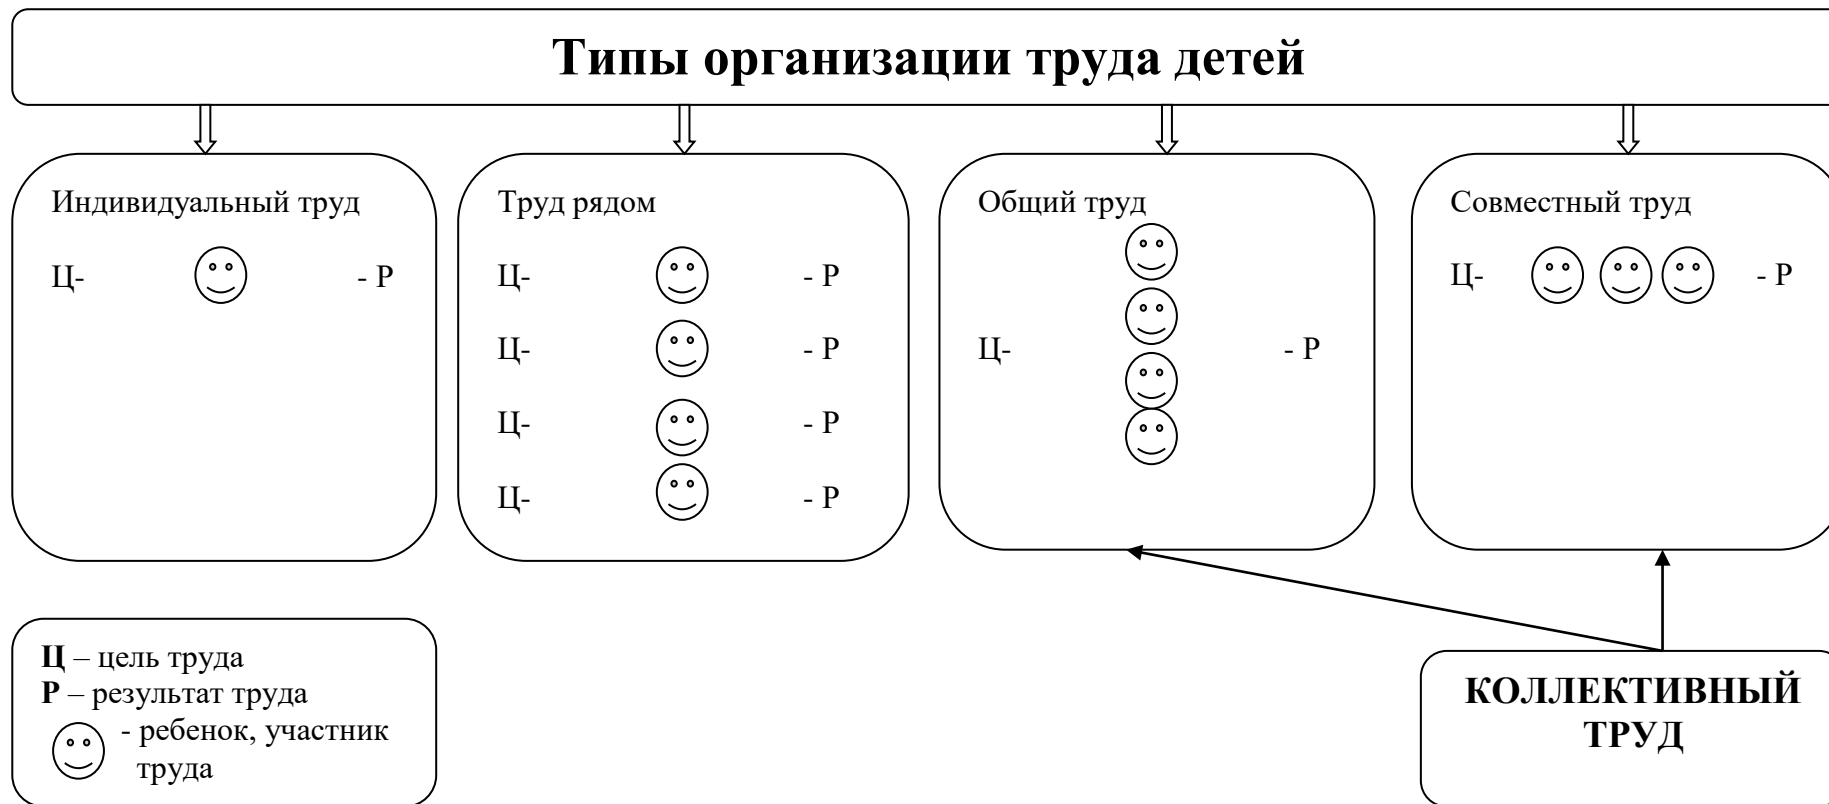 Типы организации труда детей
Индивидуальный труд
Ц- - Р
Труд рядом
Ц- - Р
Ц- - Р
Ц- - Р
Ц- - Р
Общий труд
Ц- - Р
Совместный труд
Ц- - Р
Ц – цель труда
Р – результат труда
- ребенок, участник
труда
КОЛЛЕКТИВНЫЙ
ТРУД